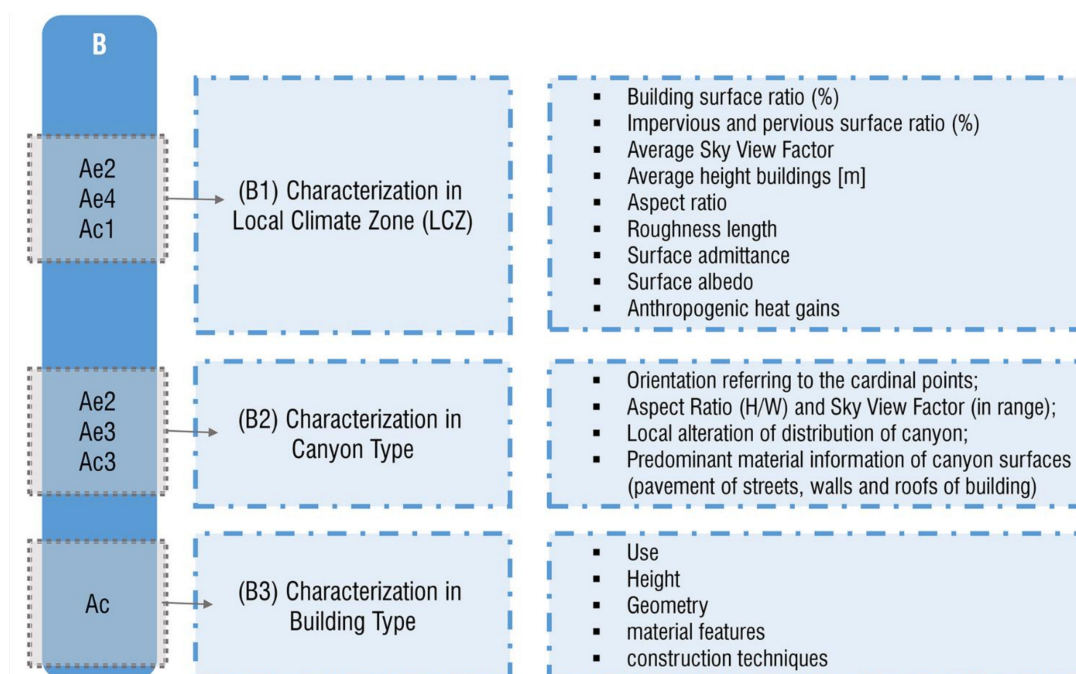 B
Ae2
Ae4
Ac1
(B1) Characterization in
Local Climate Zone (LCZ)
▪ Building surface ratio (%)
▪ Impervious and pervious surface ratio (%)
▪ Average Sky View Factor
▪ Average height buildings [m]
▪ Aspect ratio
▪ Roughness length
▪ Surface admittance
▪ Surface albedo
▪ Anthropogenic heat gains
Ae2
Ae3
Ac3
(B2) Characterization in
Canyon Type
▪ Orientation referring to the cardinal points;
▪ Aspect Ratio (H/W) and Sky View Factor (in range);
▪ Local alteration of distribution of canyon;
▪ Predominant material information of canyon surfaces
(pavement of streets, walls and roofs of building)
Ac
(B3) Characterization in
Building Type
▪ Use
▪ Height
▪ Geometry
▪ material features
▪ construction techniques